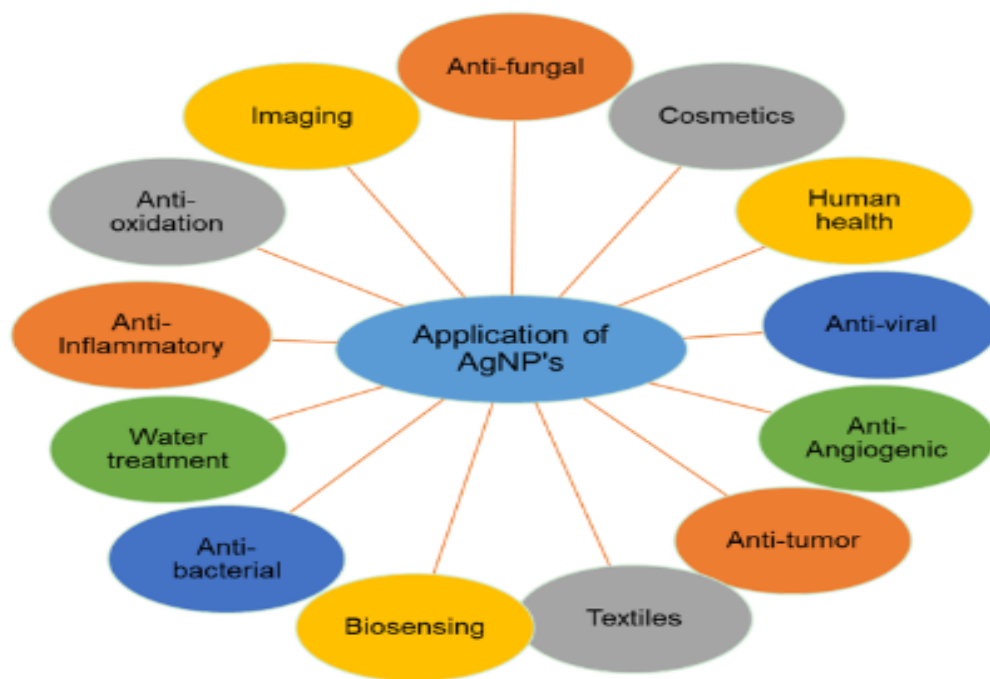 Anti-fungal
Imaging
Cosmetics
Anti-
oxidation
Human
health
Anti-
Inflammatory
Application of
AgNP's
Anti-viral
Water
treatment
Anti-
Angiogenic
Anti-
bacterial
Anti-tumor
Biosensing
Textiles